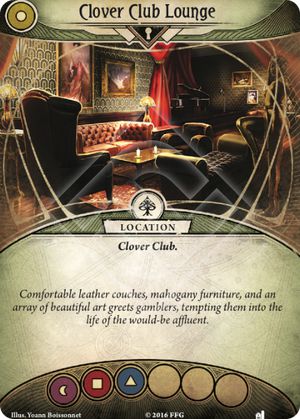 Clover Club Lounge
LOCATION
Clover Club.
Comfortable leather couches, mahogany furniture, and an
array of beautiful art greets gamblers, tempting them into the
life of the would-be affluent.
Illus. Yoann Boissonnet © 2016 FFG